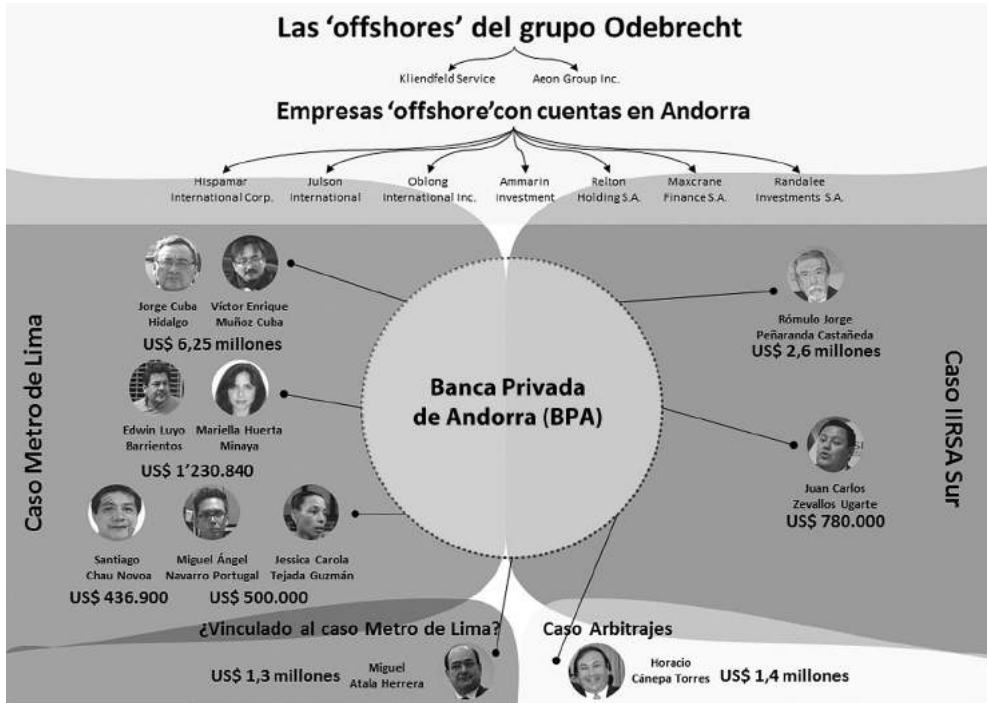 Las ‘offshores’ del grupo Odebrecht
Kliendfeld Service
Aeon Group Inc.
Empresas ‘offshore’con cuentas en Andorra
Hispamar
International Corp.
Julson
International
Oblong
International Inc.
Ammarin
Investment
Relton
Holding S.A.
Maxcrane
Finance S.A.
Randalee
Investments S.A.
Caso Metro de Lima
Jorge Cuba
Hidalgo
Víctor Enrique
Muñoz Cuba
US$ 6,25 millones
Edwin Luyo
Barrientos
Mariella Huerta
Minaya
US$ 1’230.840
Santiago
Chau Novoa
US$ 436.900
Miguel Ángel
Navarro Portugal
Jessica Carola
Tejada Guzmán
US$ 500.000
Banca Privada
de Andorra (BPA)
Caso IIRSA Sur
Rómulo Jorge
Peñaranda Castañeda
US$ 2,6 millones
Juan Carlos
Zevallos Ugarte
US$ 780.000
¿Vinculado al caso Metro de Lima?
US$ 1,3 millones
Miguel
Atala Herrera
Caso Arbitrajes
Horacio
Cánepa Torres
US$ 1,4 millones